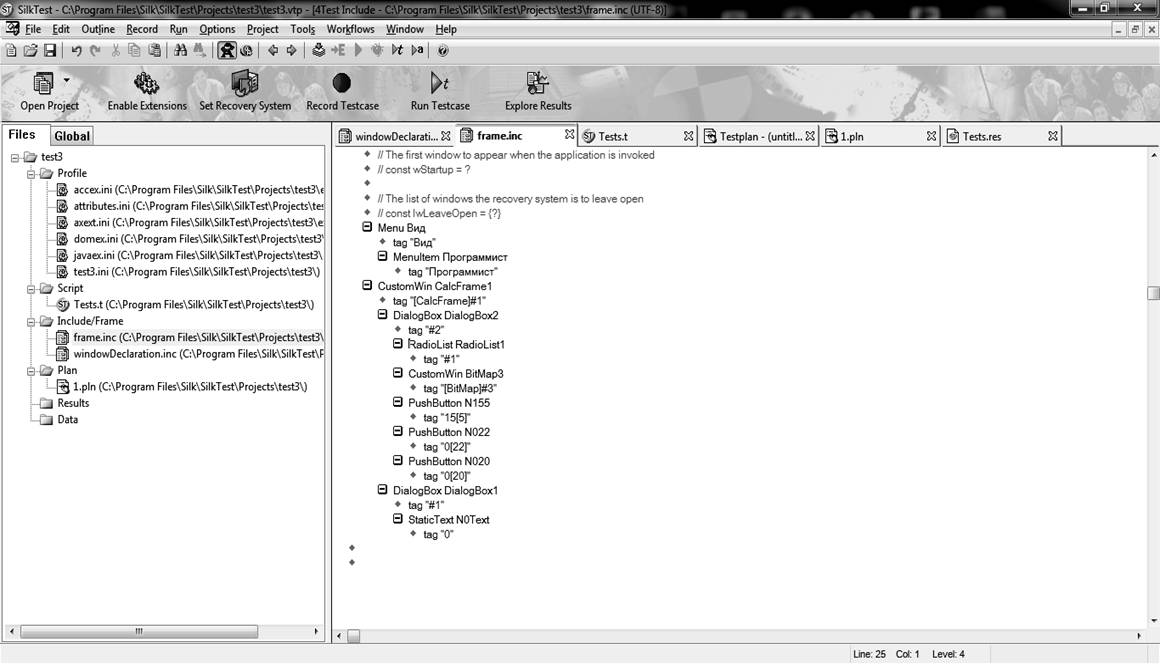 SilkTest - C:\Program Files\Silk\SilkTest\Projects\test3\test3.vtp - [4Test Include - C:\Program Files\Silk\SilkTest\Projects\test3\frame.inc (UTF-8)]
File Edit Outline Record Run Options Project Tools Workflows Window Help
Open Project Enable Extensions Set Recovery System Record Testcase Run Testcase Explore Results
Files Global
windowDeclarati... frame.inc Tests.t Testplan - (untitl... 1.pln Tests.res
test3
Profile
accex.ini (C:\Program Files\Silk\SilkTest\Projects\test3\e
attributes.ini (C:\Program Files\Silk\SilkTest\Projects\tes
axext.ini (C:\Program Files\Silk\SilkTest\Projects\test3\e
domex.ini (C:\Program Files\Silk\SilkTest\Projects\test3\
javaex.ini (C:\Program Files\Silk\SilkTest\Projects\test3\
test3.ini (C:\Program Files\Silk\SilkTest\Projects\test3\)
Script
Tests.t (C:\Program Files\Silk\SilkTest\Projects\test3\)
Include/Frame
frame.inc (C:\Program Files\Silk\SilkTest\Projects\test3\
windowDeclaration.inc (C:\Program Files\Silk\SilkTest\P
Plan
1.pln (C:\Program Files\Silk\SilkTest\Projects\test3\)
Results
Data
// The first window to appear when the application is invoked
// const wStartup = ?
// The list of windows the recovery system is to leave open
// const lwLeaveOpen = {?}
Menu Вид
tag "Вид"
MenuItem Программист
tag "Программист"
CustomWin CalcFrame1
tag "[CalcFrame]#1"
DialogBox DialogBox2
tag "#2"
RadioList RadioList1
tag "#1"
CustomWin BitMap3
tag "[BitMap]#3"
PushButton N155
tag "15[5]"
PushButton N022
tag "0[22]"
PushButton N020
tag "0[20]"
DialogBox DialogBox1
tag "#1"
StaticText N0Text
tag "0"
Line: 25 Col: 1 Level: 4